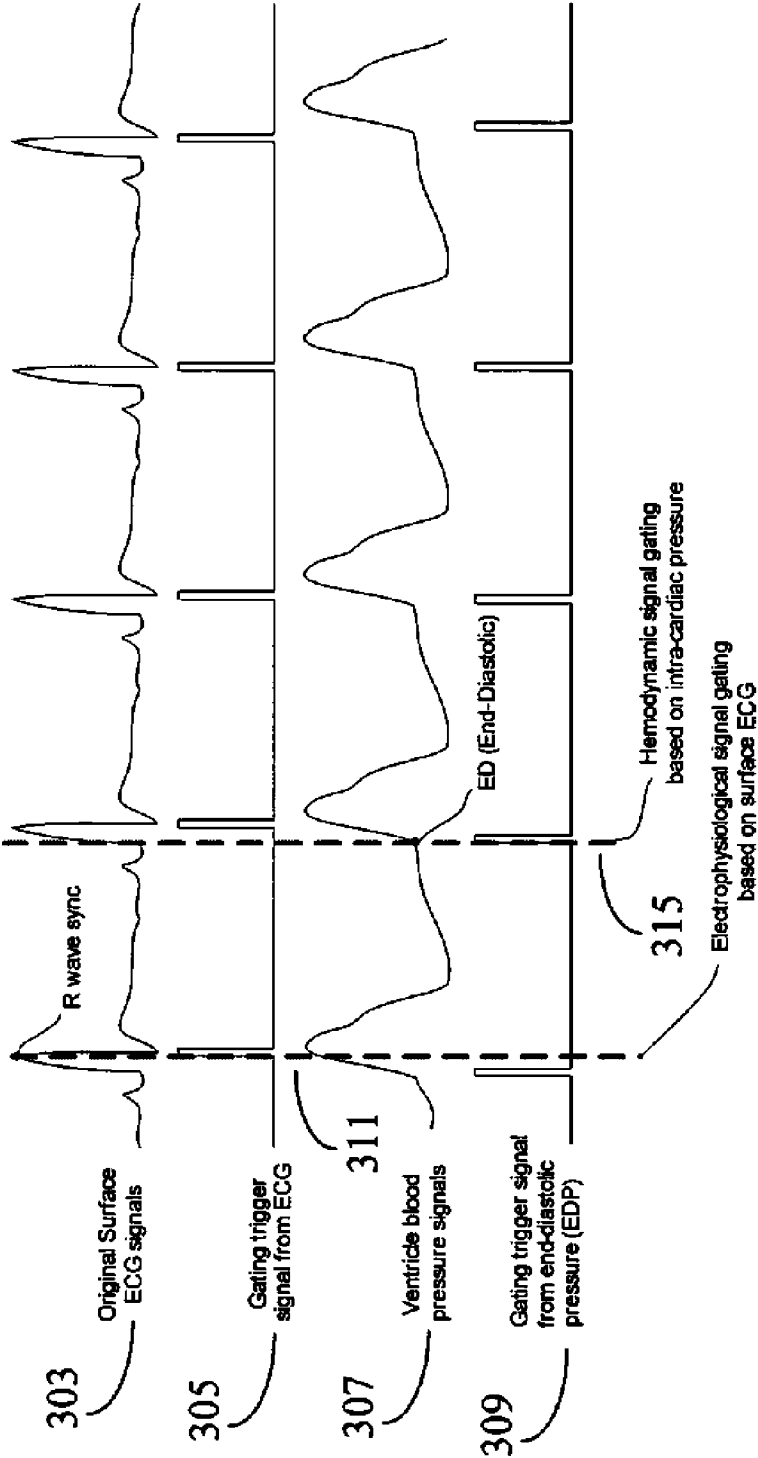 303
Original Surface
ECG signals
R wave sync
305
Gating trigger
signal from ECG
311
307
Ventricle blood
pressure signals
ED (End-Diastolic)
309
Gating trigger signal
from end-diastolic
pressure (EDP)
315
Hemodynamic signal gating
based on intra-cardiac pressure
Electrophysiological signal gating
based on surface ECG